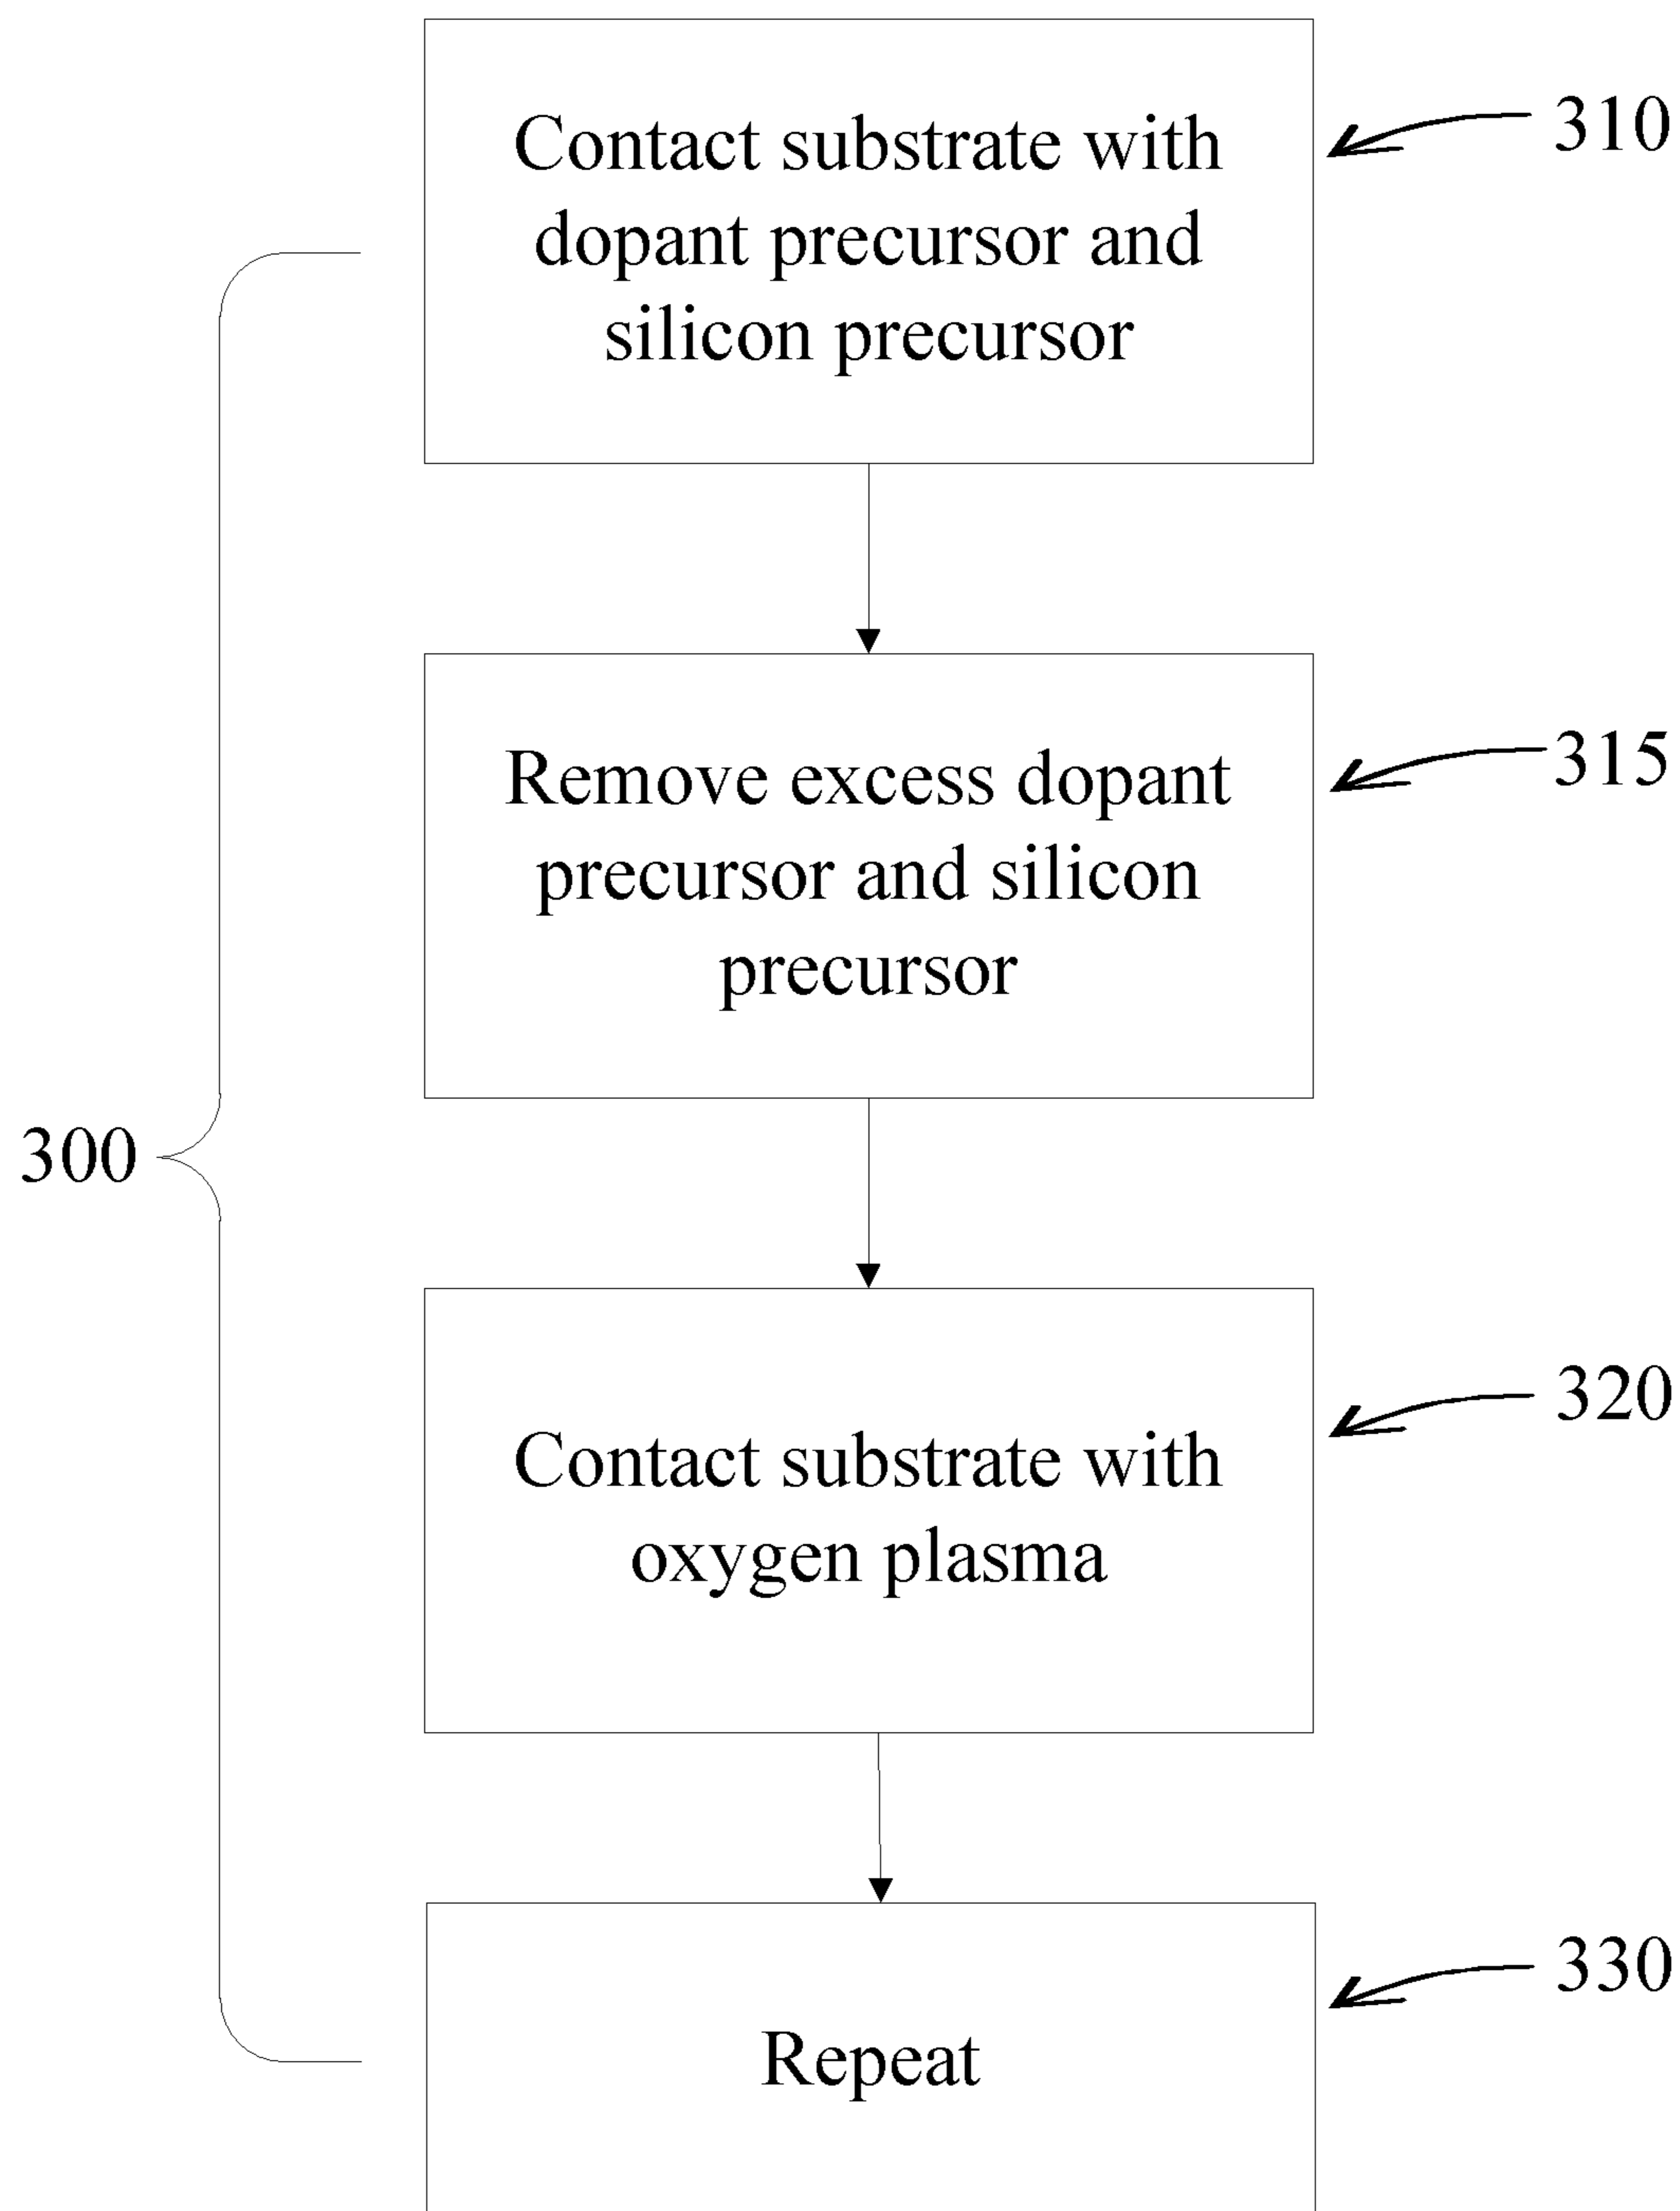 Contact substrate with
dopant precursor and
silicon precursor
310
Remove excess dopant
precursor and silicon
precursor
315
300
Contact substrate with
oxygen plasma
320
Repeat
330